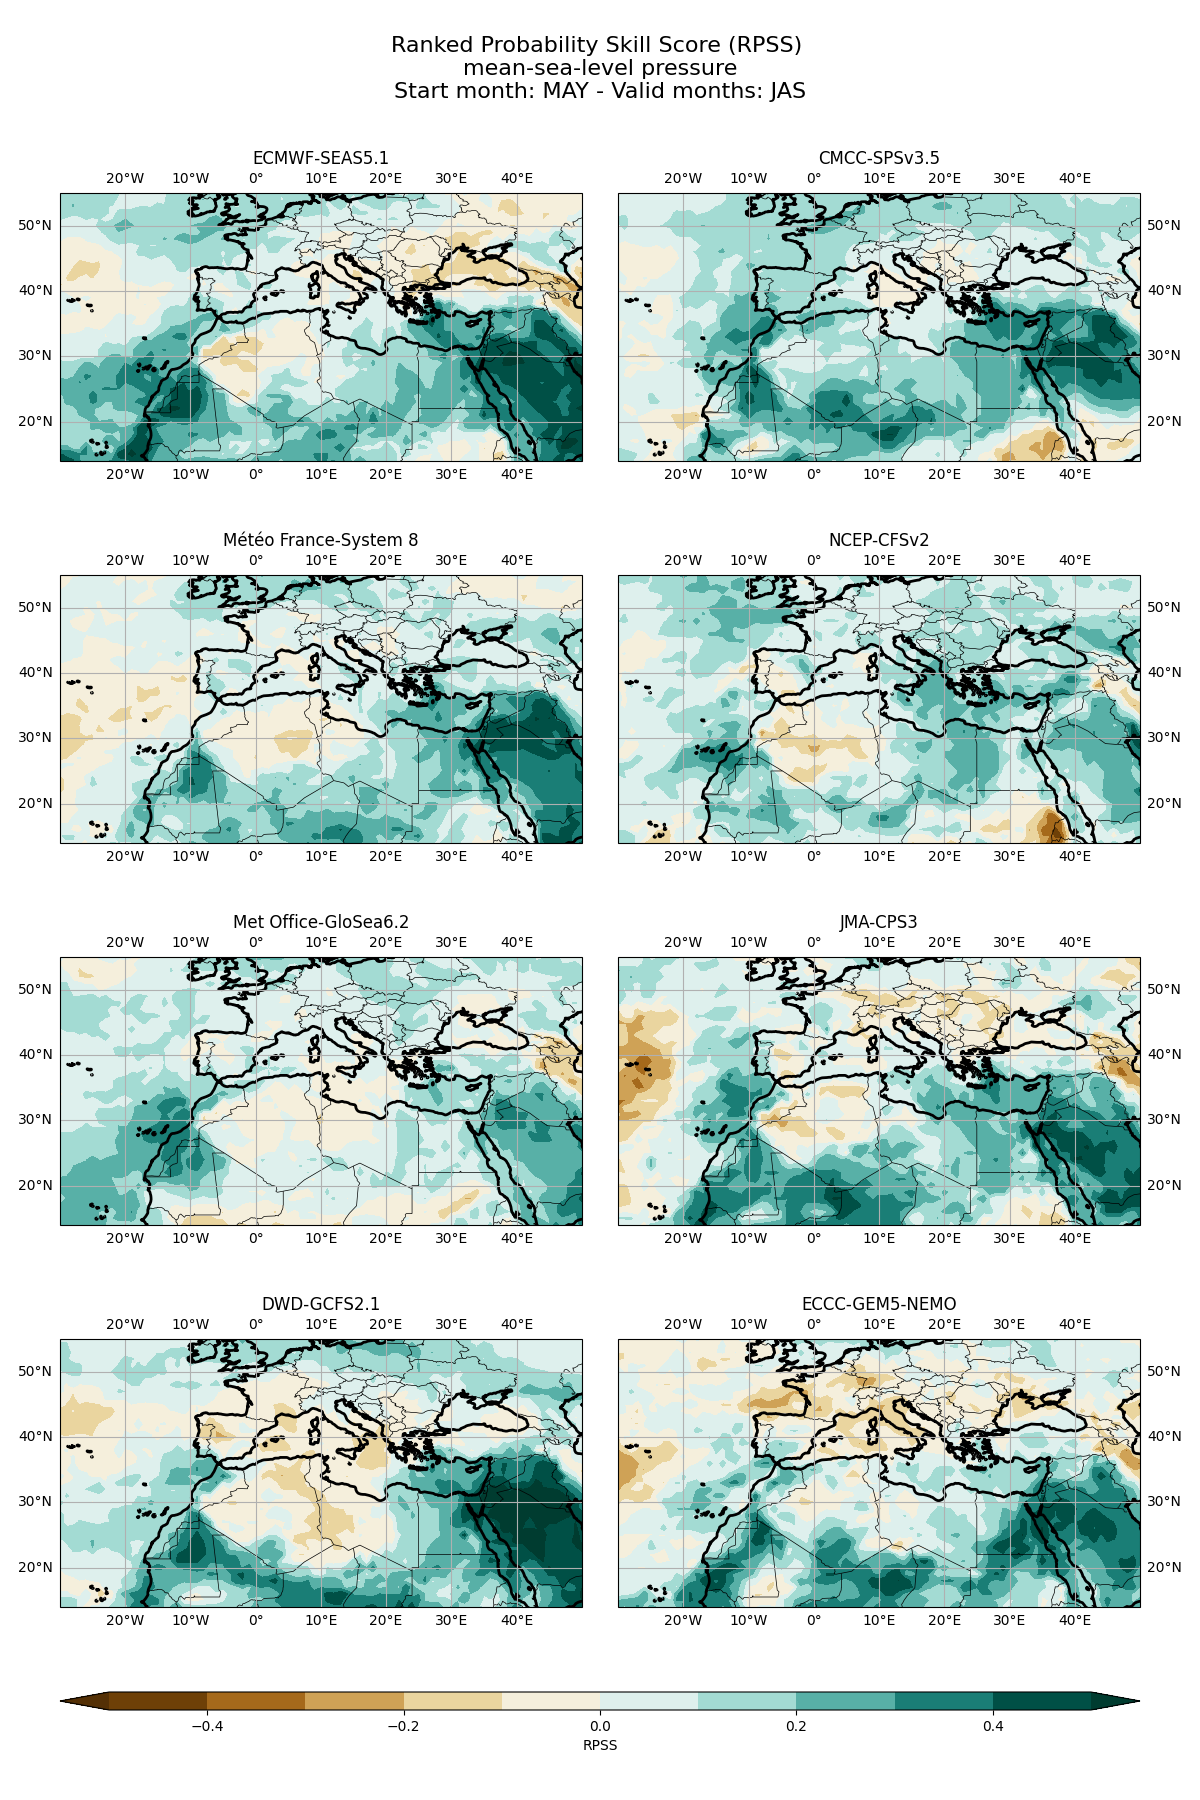 Ranked Probability Skill Score (RPSS)
mean-sea-level pressure
Start month: MAY - Valid months: JAS
ECMWF-SEAS5.1
CMCC-SPSv3.5
20°W 10°W 0° 10°E 20°E 30°E 40°E
20°W 10°W 0° 10°E 20°E 30°E 40°E
50°N
50°N
40°N
40°N
30°N
30°N
20°N
20°N
20°W 10°W 0° 10°E 20°E 30°E 40°E
20°W 10°W 0° 10°E 20°E 30°E 40°E
Météo France-System 8
NCEP-CFSv2
20°W 10°W 0° 10°E 20°E 30°E 40°E
20°W 10°W 0° 10°E 20°E 30°E 40°E
50°N
50°N
40°N
40°N
30°N
30°N
20°N
20°N
20°W 10°W 0° 10°E 20°E 30°E 40°E
20°W 10°W 0° 10°E 20°E 30°E 40°E
Met Office-GloSea6.2
JMA-CPS3
20°W 10°W 0° 10°E 20°E 30°E 40°E
20°W 10°W 0° 10°E 20°E 30°E 40°E
50°N
50°N
40°N
40°N
30°N
30°N
20°N
20°N
20°W 10°W 0° 10°E 20°E 30°E 40°E
20°W 10°W 0° 10°E 20°E 30°E 40°E
DWD-GCFS2.1
ECCC-GEM5-NEMO
20°W 10°W 0° 10°E 20°E 30°E 40°E
20°W 10°W 0° 10°E 20°E 30°E 40°E
50°N
50°N
40°N
40°N
30°N
30°N
20°N
20°N
20°W 10°W 0° 10°E 20°E 30°E 40°E
20°W 10°W 0° 10°E 20°E 30°E 40°E
−0.4 −0.2 0.0 0.2 0.4
RPSS